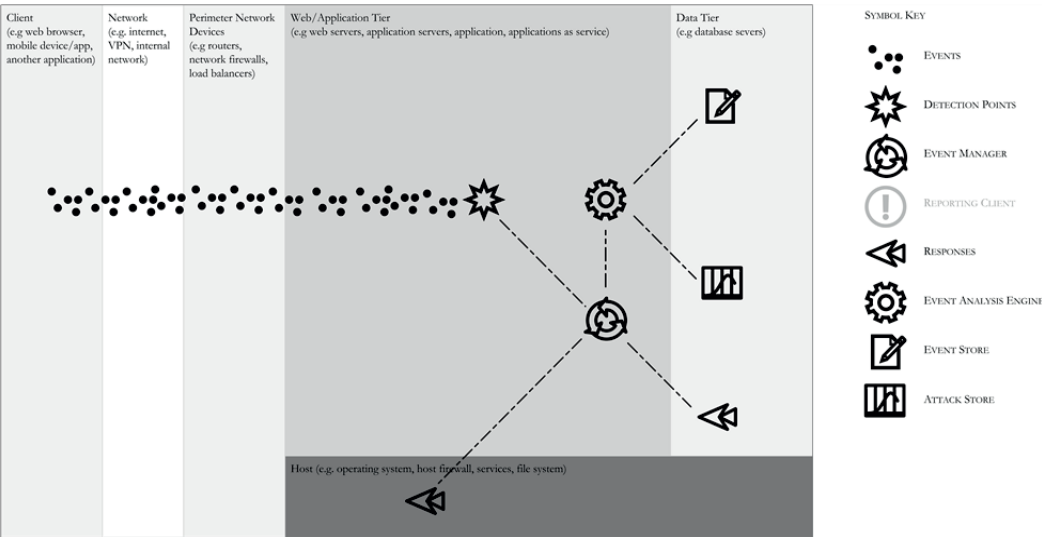 Client
(e.g web browser,
mobile device/app,
another application)
Network
(e.g. internet,
VPN, internal
network)
Perimeter Network
Devices
(e.g routers,
network firewalls,
load balancers)
Web/Application Tier
(e.g web servers, application servers, application, applications as service)
Data Tier
(e.g database severs)
Host (e.g. operating system, host firewall, services, file system)
SYMBOL KEY
EVENTS
DETECTION POINTS
EVENT MANAGER
REPORTING CLIENT
RESPONSES
EVENT ANALYSIS ENGINE
EVENT STORE
ATTACK STORE